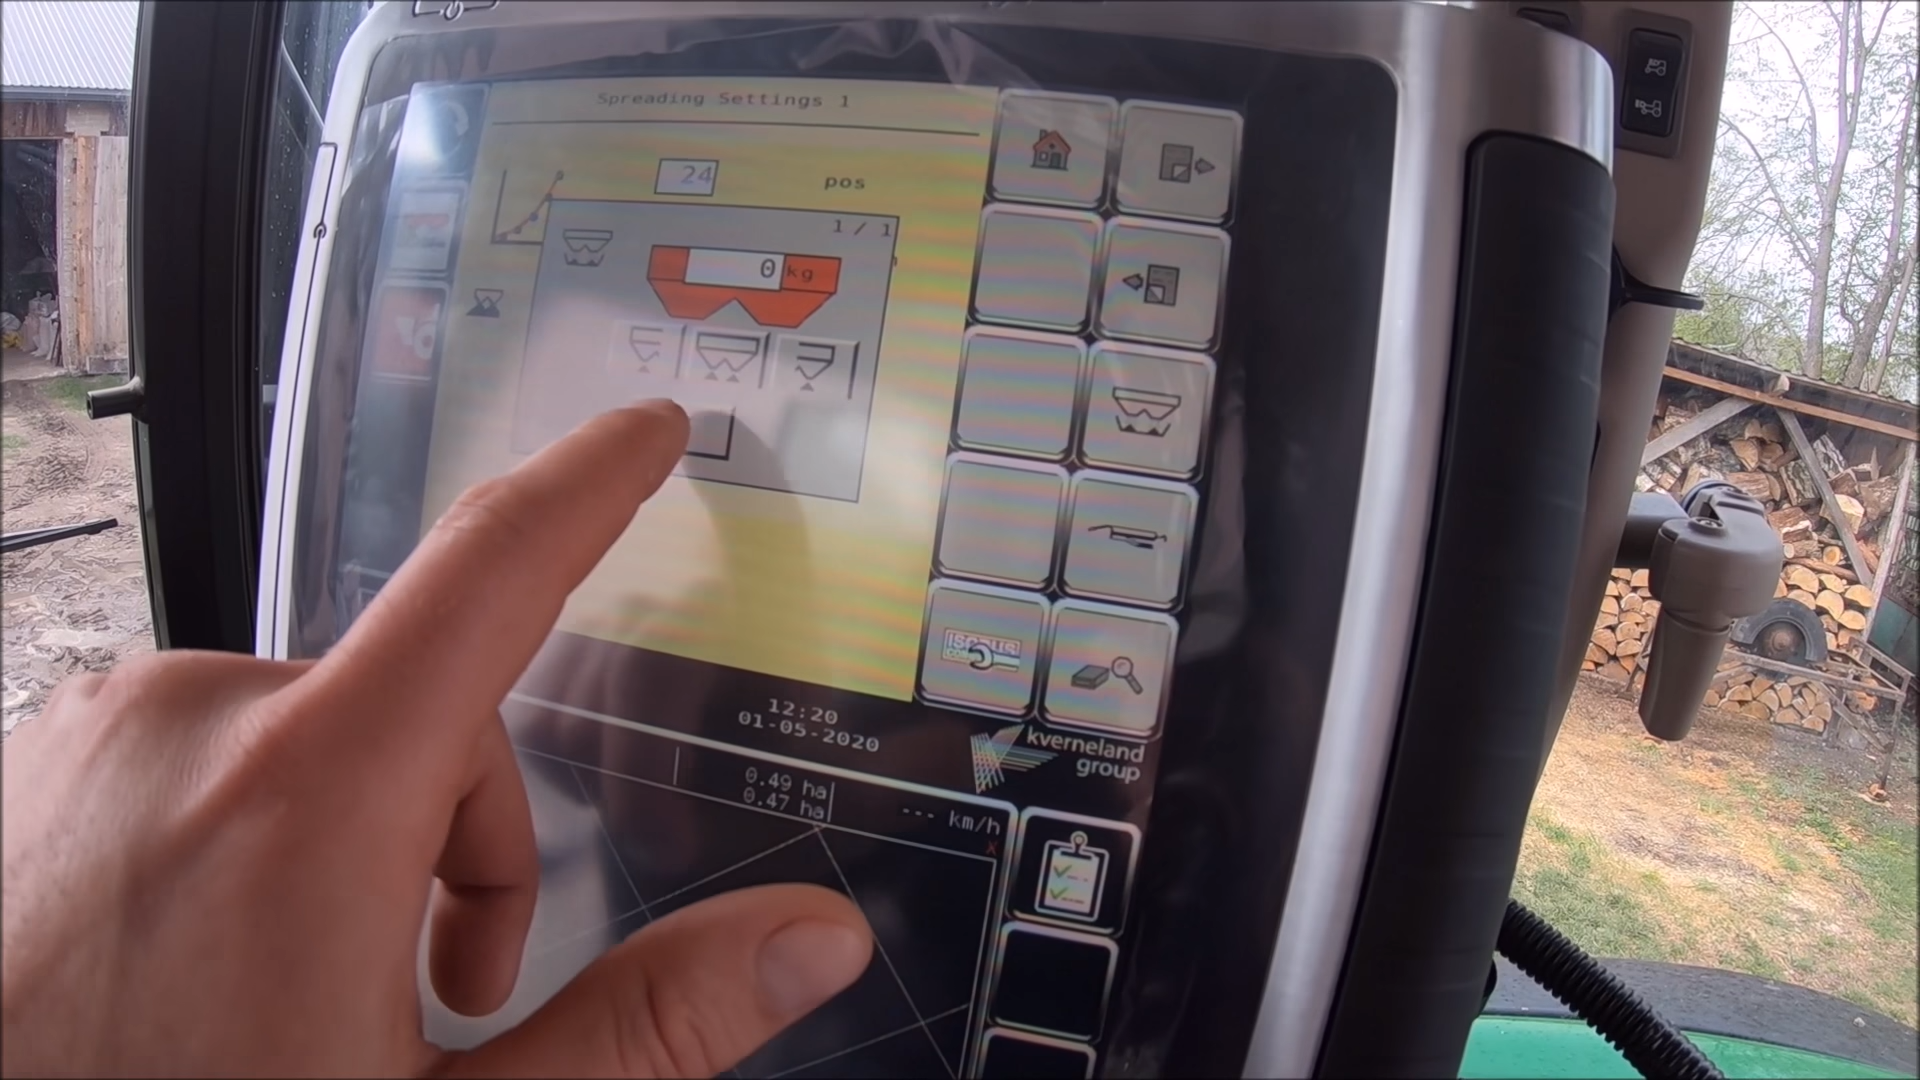 Spreading Settings 1
24 pos
1 / 1
0 kg
ISOBUS
12:20
01-05-2020
kverneland
group
0.49 ha
0.47 ha
--- km/h
X